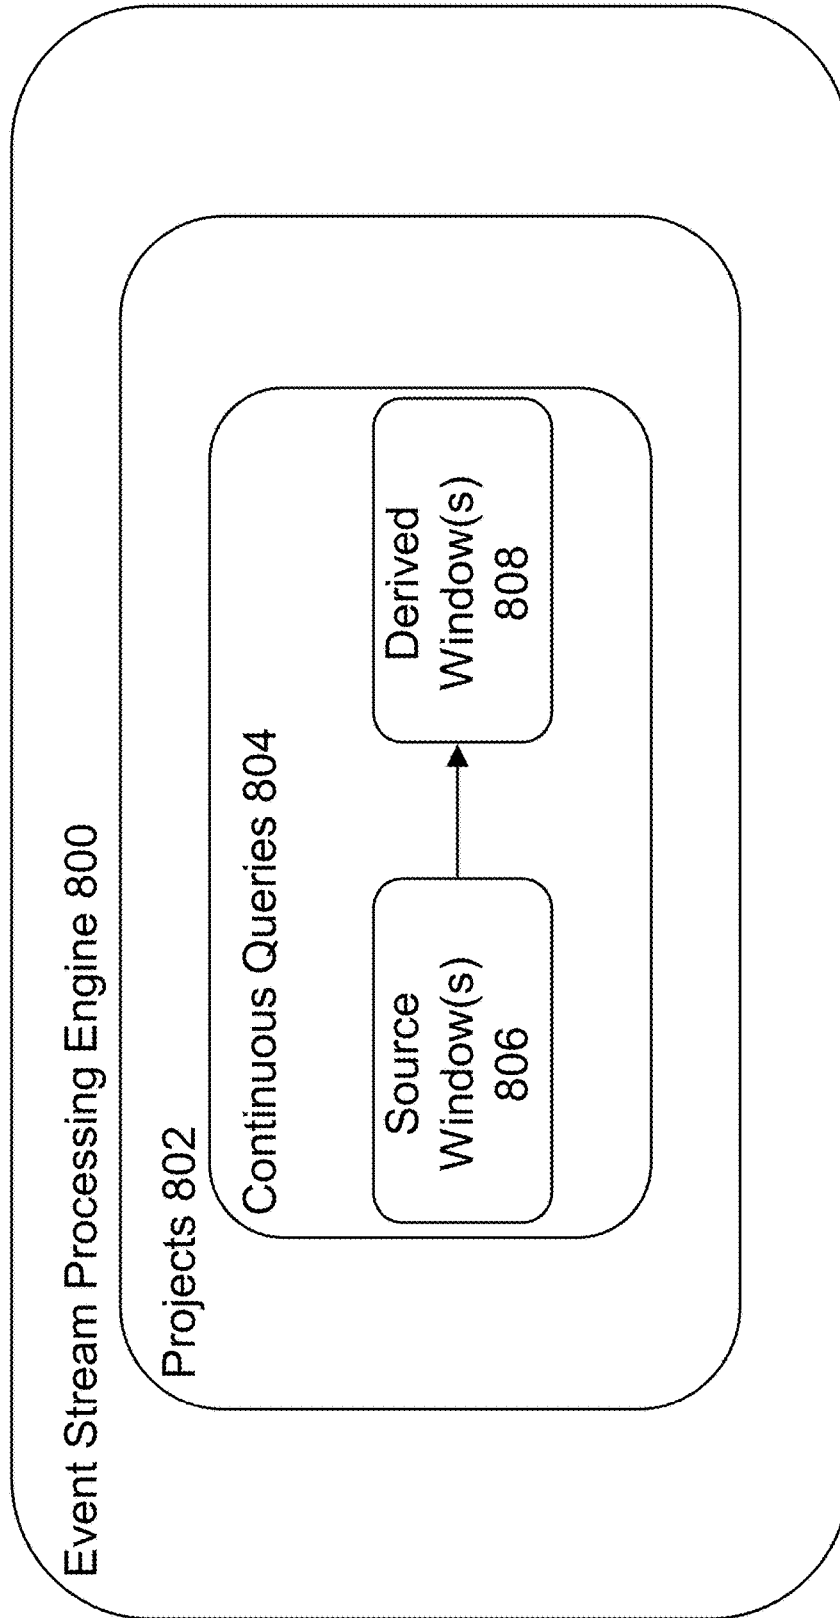 Event Stream Processing Engine 800
Projects 802
Continuous Queries 804
Source
Window(s)
806
Derived
Window(s)
808